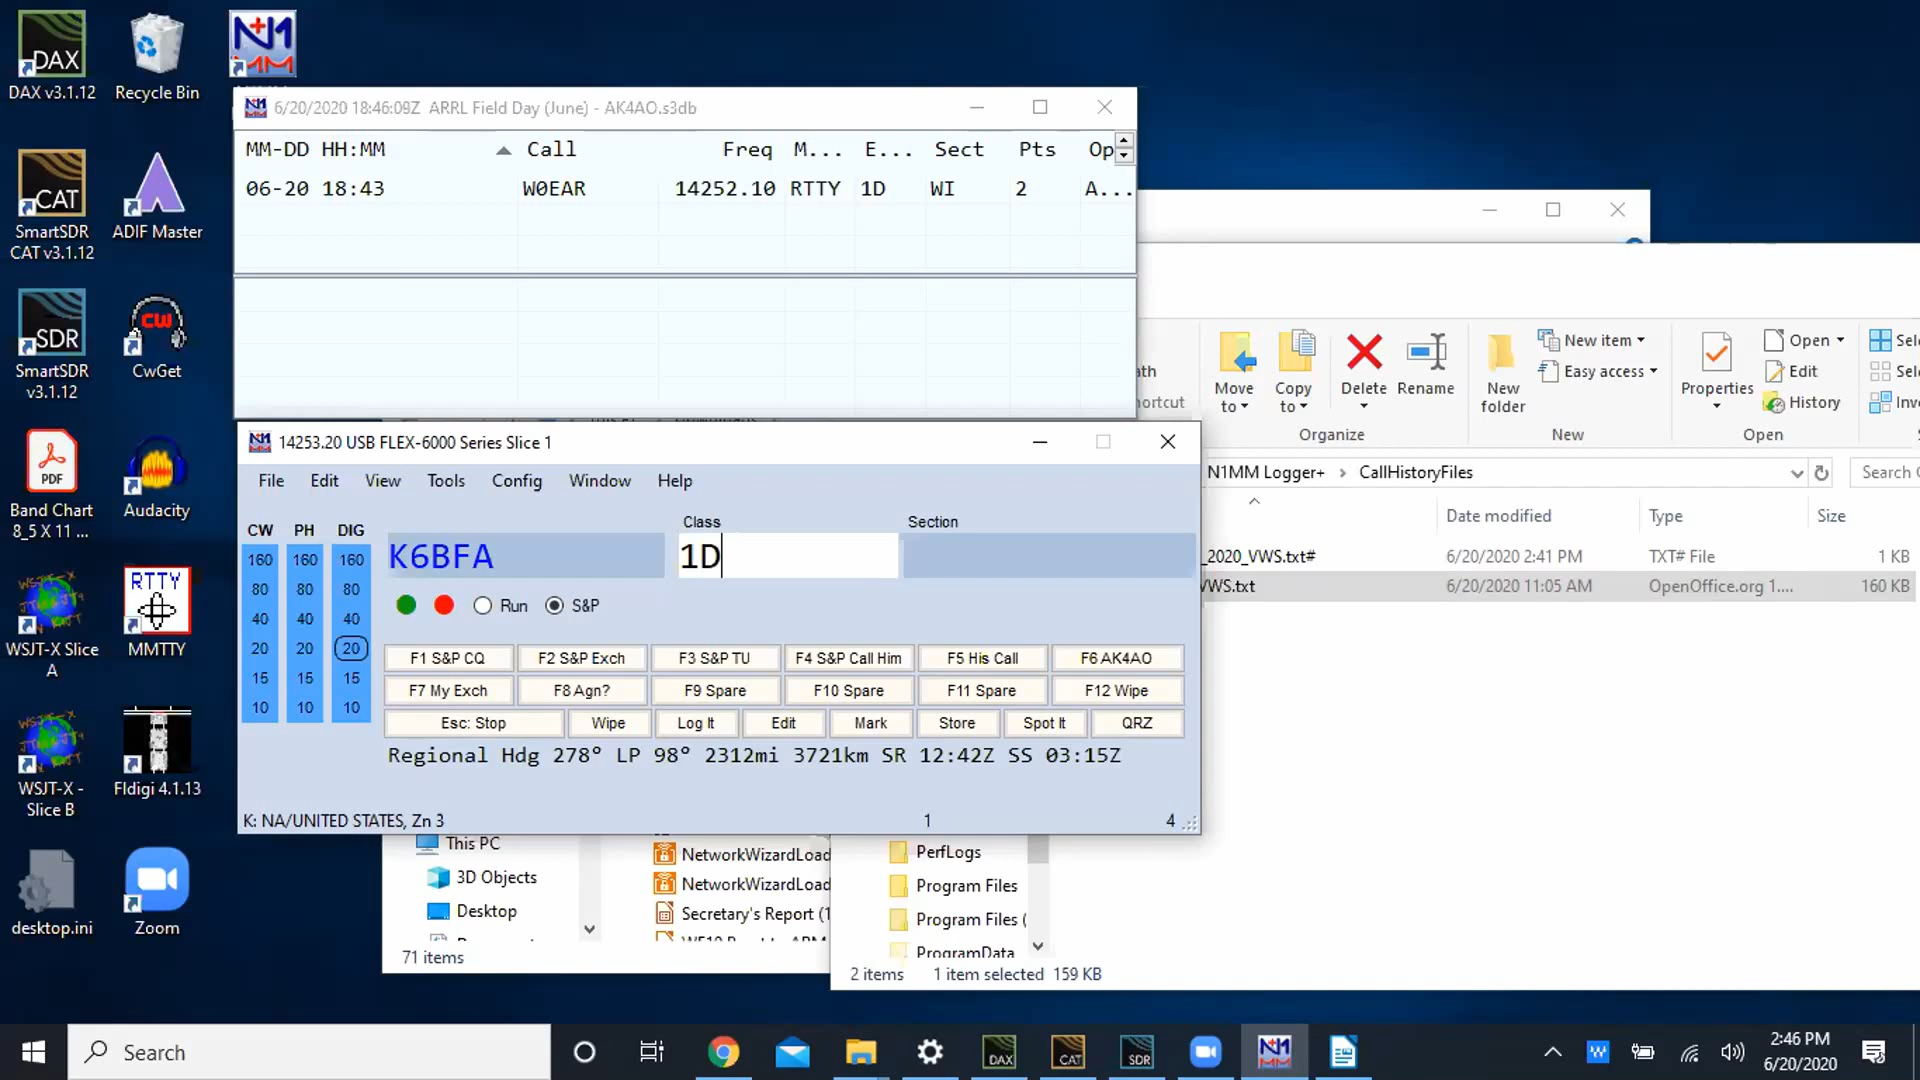 DAX
DAX v3.1.12
Recycle Bin
N1
MM
CAT
SmartSDR
CAT v3.1.12
ADIF Master
SDR
SmartSDR
v3.1.12
CW
CwGet
PDF
Band Chart
8_5 X 11 ...
Audacity
WSJT-X Slice
A
RTTY
MMTTY
WSJT-X -
Slice B
Fldigi 4.1.13
desktop.ini
Zoom
6/20/2020 18:46:09Z ARRL Field Day (June) - AK4AO.s3db
MM-DD HH:MM Call Freq M... E... Sect Pts Op
06-20 18:43 W0EAR 14252.10 RTTY 1D WI 2 A...
14253.20 USB FLEX-6000 Series Slice 1
File Edit View Tools Config Window Help
Class Section
CW PH DIG
K6BFA 1D
160 160 160
80 80 80
40 40 40
20 20 20
15 15 15
10 10 10
Run S&P
F1 S&P CQ F2 S&P Exch F3 S&P TU F4 S&P Call Him F5 His Call F6 AK4AO
F7 My Exch F8 Agn? F9 Spare F10 Spare F11 Spare F12 Wipe
Esc: Stop Wipe Log It Edit Mark Store Spot It QRZ
Regional Hdg 278° LP 98° 2312mi 3721km SR 12:42Z SS 03:15Z
K: NA/UNITED STATES, Zn 3 1 4
ath
hortcut
Move
to
Copy
to
Delete
Rename
Organize
New
folder
New item
Easy access
New
Properties
Open
Edit
History
Open
Sele
Sele
Inve
N1MM Logger+ > CallHistoryFiles
Search
Date modified Type Size
_2020_VWS.txt# 6/20/2020 2:41 PM TXT# File 1 KB
VWS.txt 6/20/2020 11:05 AM OpenOffice.org 1.... 160 KB
This PC
3D Objects
Desktop
71 items
NetworkWizardLoad
NetworkWizardLoad
Secretary's Report (1
PerfLogs
Program Files
Program Files (
ProgramData
2 items 1 item selected 159 KB
Search
DAX
CAT
SDR
N1
MM
W
2:46 PM
6/20/2020